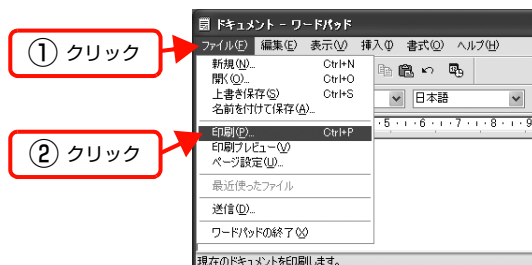 ドキュメント - ワードパッド
ファイル(F) 編集(E) 表示(V) 挿入(I) 書式(O) ヘルプ(H)
① クリック
新規(N)... Ctrl+N
開く(O)... Ctrl+O
上書き保存(S) Ctrl+S
名前を付けて保存(A)...
日本語
印刷(P)... Ctrl+P
5 6 7 8 9
② クリック
印刷プレビュー(V)
ページ設定(U)...
最近使ったファイル
送信(D)...
ワードパッドの終了(X)
現在のドキュメントを印刷します。